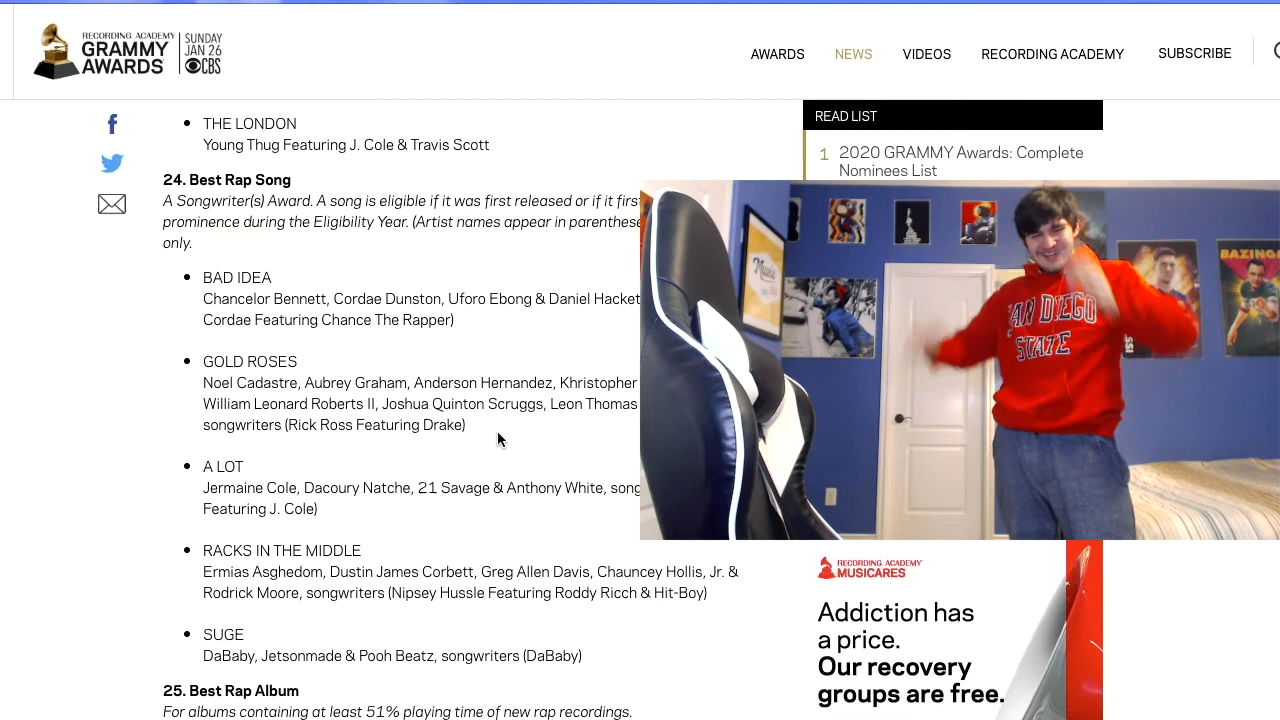 RECORDING ACADEMY
GRAMMY
AWARDS
SUNDAY
JAN 26
CBS
AWARDS
NEWS
VIDEOS
RECORDING ACADEMY
SUBSCRIBE
THE LONDON
Young Thug Featuring J. Cole & Travis Scott
24. Best Rap Song
A Songwriter(s) Award. A song is eligible if it was first released or if it firs
prominence during the Eligibility Year. (Artist names appear in parenthese
only.
BAD IDEA
Chancelor Bennett, Cordae Dunston, Uforo Ebong & Daniel Hacket
Cordae Featuring Chance The Rapper)
GOLD ROSES
Noel Cadastre, Aubrey Graham, Anderson Hernandez, Khristopher
William Leonard Roberts II, Joshua Quinton Scruggs, Leon Thomas
songwriters (Rick Ross Featuring Drake)
A LOT
Jermaine Cole, Dacoury Natche, 21 Savage & Anthony White, song
Featuring J. Cole)
RACKS IN THE MIDDLE
Ermias Asghedom, Dustin James Corbett, Greg Allen Davis, Chauncey Hollis, Jr. &
Rodrick Moore, songwriters (Nipsey Hussle Featuring Roddy Ricch & Hit-Boy)
SUGE
DaBaby, Jetsonmade & Pooh Beatz, songwriters (DaBaby)
25. Best Rap Album
For albums containing at least 51% playing time of new rap recordings.
READ LIST
1 2020 GRAMMY Awards: Complete
Nominees List
Music
SAN DIEGO
STATE
SSI
BAZINGA
RECORDING ACADEMY
MUSICARES
Addiction has
a price.
Our recovery
groups are free.